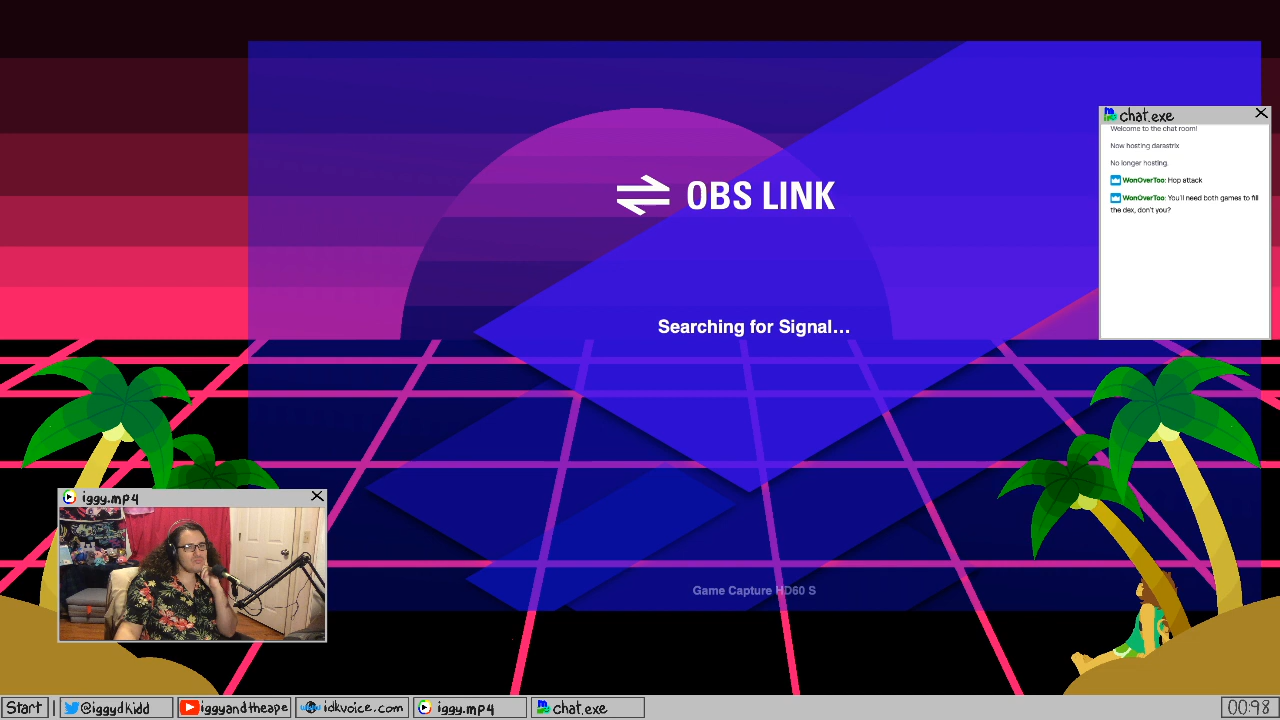 OBS LINK
Searching for Signal...
Game Capture HD60 S
chat.exe
Welcome to the chat room!
Now hosting darastrix
No longer hosting.
WonOverToo: Hop attack
WonOverToo: You'll need both games to fill
the dex, don't you?
iggy.mp4
Start | @iggydkidd iggyandtheape www idkvoice.com iggy.mp4 chat.exe 00:98